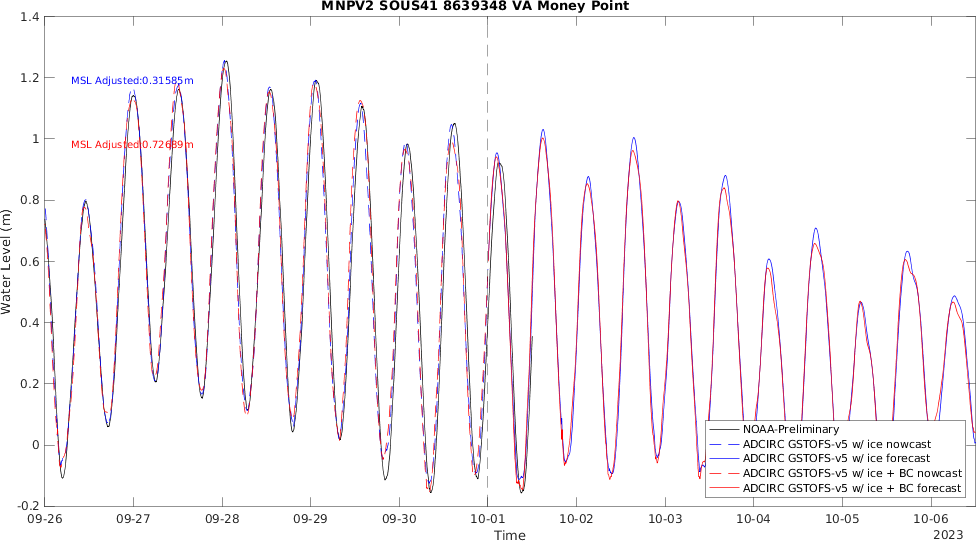 MNPV2 SOUS41 8639348 VA Money Point
1.4
1.2
1
0.8
0.6
0.4
0.2
0
-0.2
Water Level (m)
MSL Adjusted:0.31585m
MSL Adjusted:0.72689m
NOAA-Preliminary
ADCIRC GSTOFS-v5 w/ ice nowcast
ADCIRC GSTOFS-v5 w/ ice forecast
ADCIRC GSTOFS-v5 w/ ice + BC nowcast
ADCIRC GSTOFS-v5 w/ ice + BC forecast
09-26 09-27 09-28 09-29 09-30 10-01 10-02 10-03 10-04 10-05 10-06
Time
2023